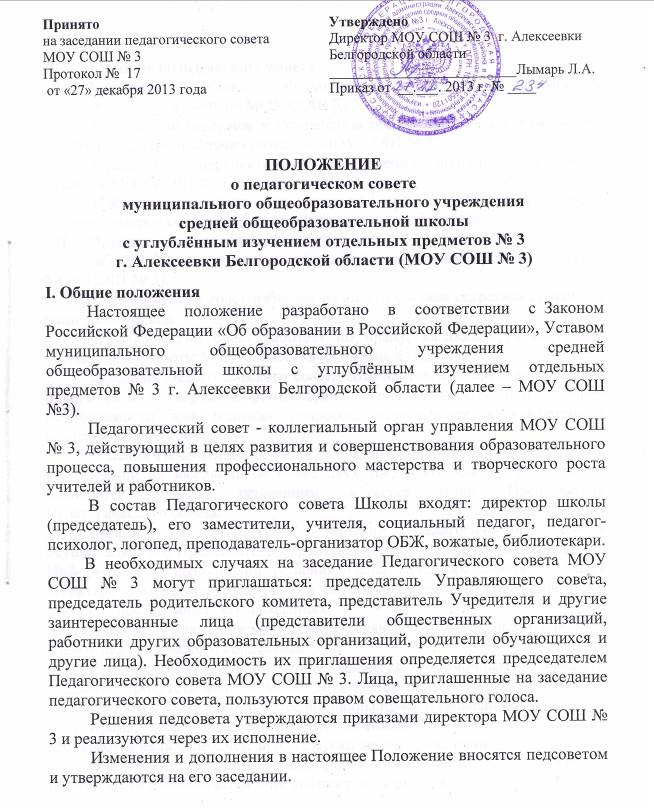 Принято
на заседании педагогического совета
МОУ СОШ № 3
Протокол № 17
от «27» декабря 2013 года
Утверждено
Директор МОУ СОШ № 3 г. Алексеевки
Белгородской области
Лымарь Л.А.
Приказ от 2013 г. № 234
ПОЛОЖЕНИЕ
о педагогическом совете
муниципального общеобразовательного учреждения
средней общеобразовательной школы
с углублённым изучением отдельных предметов № 3
г. Алексеевки Белгородской области (МОУ СОШ № 3)
I. Общие положения
Настоящее положение разработано в соответствии с Законом
Российской Федерации «Об образовании в Российской Федерации», Уставом
муниципального общеобразовательного учреждения средней
общеобразовательной школы с углублённым изучением отдельных
предметов № 3 г. Алексеевки Белгородской области (далее – МОУ СОШ
№3).
Педагогический совет - коллегиальный орган управления МОУ СОШ
№ 3, действующий в целях развития и совершенствования образовательного
процесса, повышения профессионального мастерства и творческого роста
учителей и работников.
В состав Педагогического совета Школы входят: директор школы
(председатель), его заместители, учителя, социальный педагог, педагог-
психолог, логопед, преподаватель-организатор ОБЖ, вожатые, библиотекари.
В необходимых случаях на заседание Педагогического совета МОУ
СОШ № 3 могут приглашаться: председатель Управляющего совета,
председатель родительского комитета, представитель Учредителя и другие
заинтересованные лица (представители общественных организаций,
работники других образовательных организаций, родители обучающихся и
другие лица). Необходимость их приглашения определяется председателем
Педагогического совета МОУ СОШ № 3. Лица, приглашенные на заседание
педагогического совета, пользуются правом совещательного голоса.
Решения педсовета утверждаются приказами директора МОУ СОШ №
3 и реализуются через их исполнение.
Изменения и дополнения в настоящее Положение вносятся педсоветом
и утверждаются на его заседании.